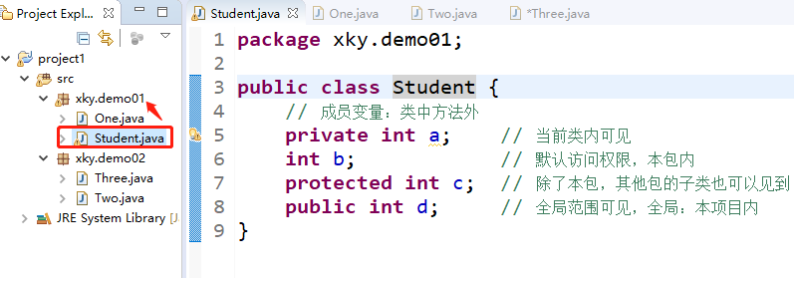 Project Expl...
project1
src
xky.demo01
One.java
Student.java
xky.demo02
Three.java
Two.java
JRE System Library [J
Student.java One.java Two.java *Three.java
1 package xky.demo01;
2
3 public class Student {
4 // 成员变量：类中方法外
5 private int a; // 当前类内可见
6 int b; // 默认访问权限，本包内
7 protected int c; // 除了本包，其他包的子类也可以见到
8 public int d; // 全局范围可见，全局：本项目内
9 }